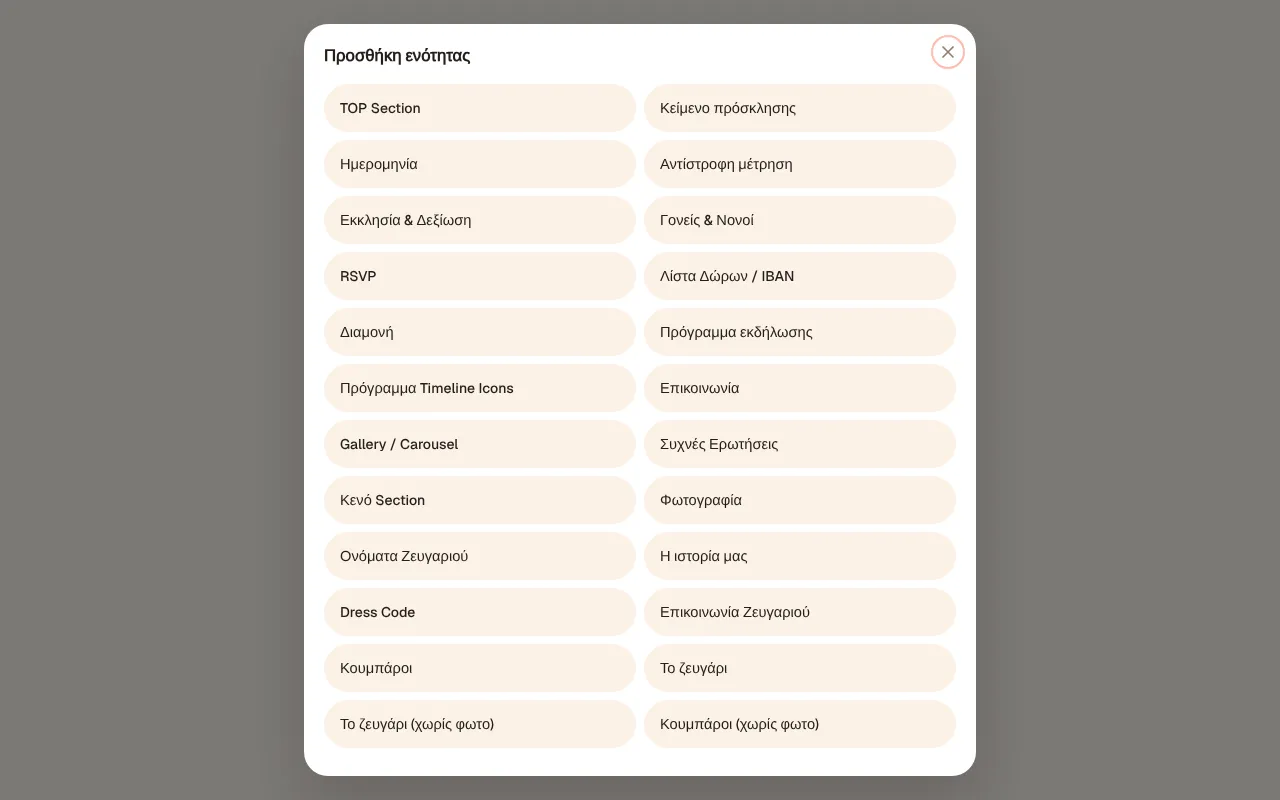 Προσθήκη ενότητας
TOP Section
Κείμενο πρόσκλησης
Ημερομηνία
Αντίστροφη μέτρηση
Εκκλησία & Δεξίωση
Γονείς & Νονοί
RSVP
Λίστα Δώρων / IBAN
Διαμονή
Πρόγραμμα εκδήλωσης
Πρόγραμμα Timeline Icons
Επικοινωνία
Gallery / Carousel
Συχνές Ερωτήσεις
Κενό Section
Φωτογραφία
Ονόματα Ζευγαριού
Η ιστορία μας
Dress Code
Επικοινωνία Ζευγαριού
Κουμπάροι
Το ζευγάρι
Το ζευγάρι (χωρίς φωτο)
Κουμπάροι (χωρίς φωτο)